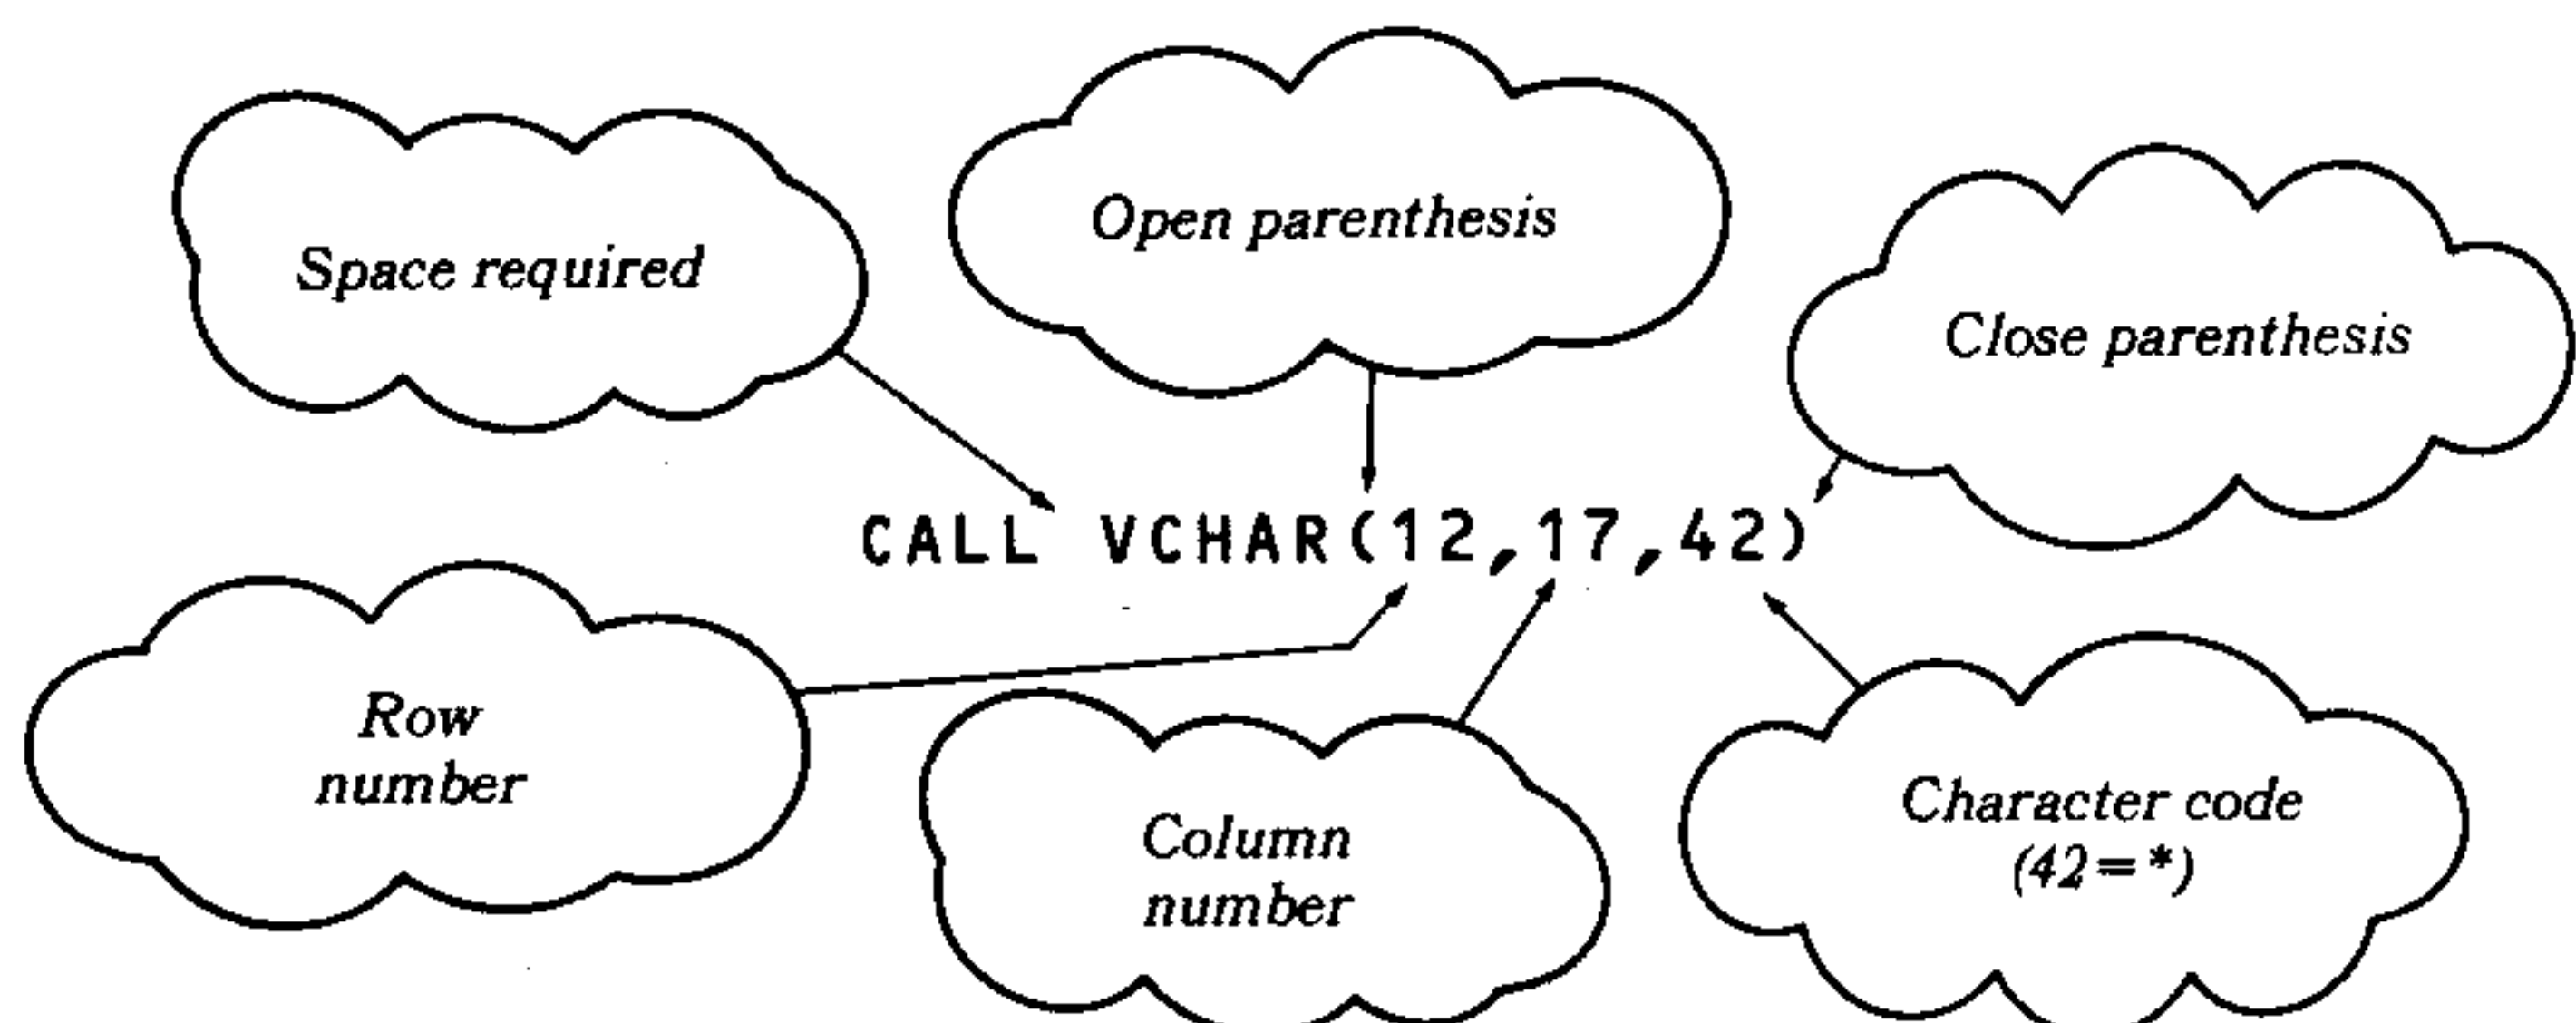 Open parenthesis
Space required
Close parenthesis
CALL VCHAR(12,17,42)
Row
number
Column
number
Character code
(42=*)